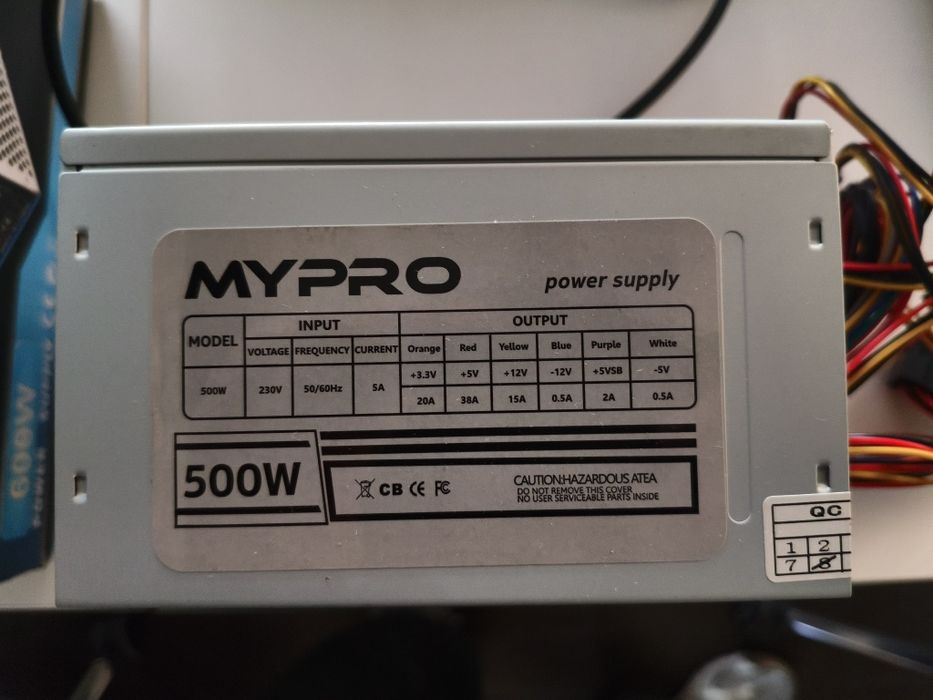 MYPRO power supply
MODEL INPUT OUTPUT
VOLTAGE FREQUENCY CURRENT Orange Red Yellow Blue Purple White
500W 230V 50/60Hz 5A +3.3V +5V +12V -12V +5VSB -5V
20A 38A 15A 0.5A 2A 0.5A
500W
CB CE FC
CAUTION:HAZARDOUS ATEA
DO NOT REMOVE THIS COVER
NO USER SERVICEABLE PARTS INSIDE
QC
1 2
7 8
600W